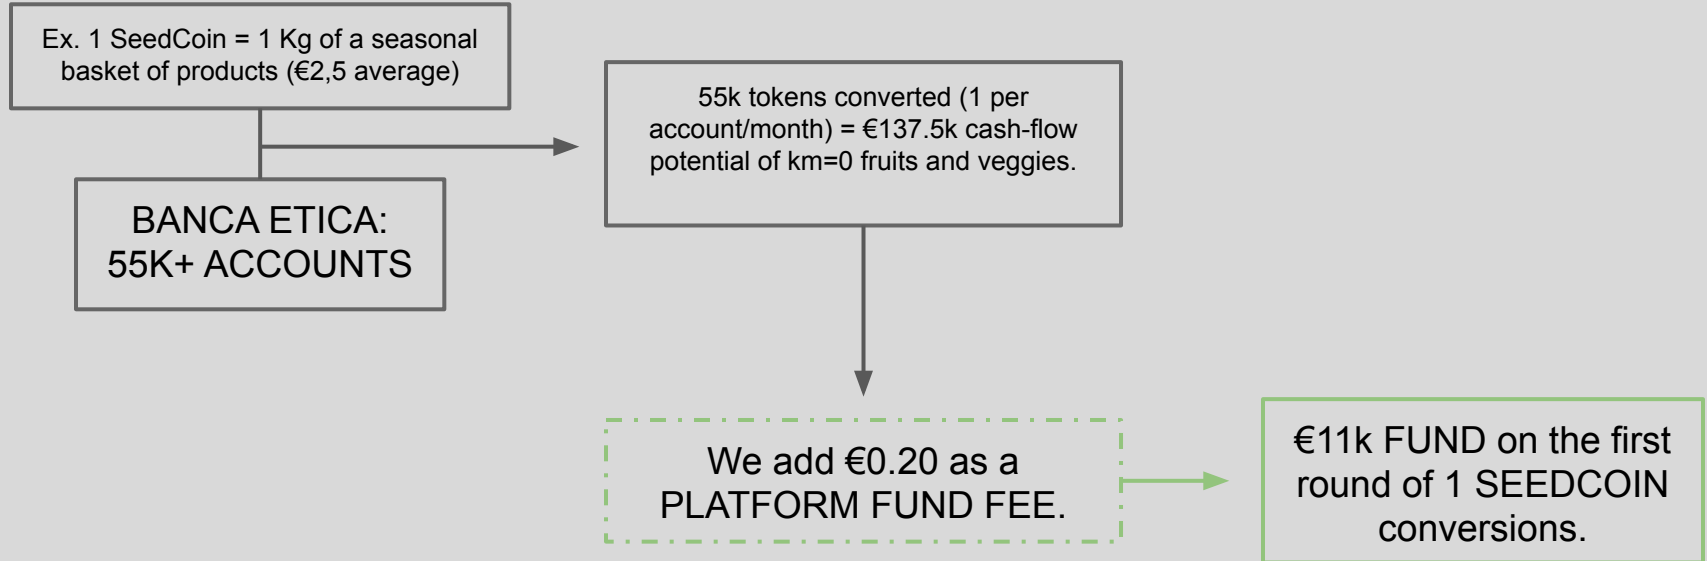 Ex. 1 SeedCoin = 1 Kg of a seasonal
basket of products (€2,5 average)
BANCA ETICA:
55K+ ACCOUNTS
55k tokens converted (1 per
account/month) = €137.5k cash-flow
potential of km=0 fruits and veggies.
We add €0.20 as a
PLATFORM FUND FEE.
€11k FUND on the first
round of 1 SEEDCOIN
conversions.